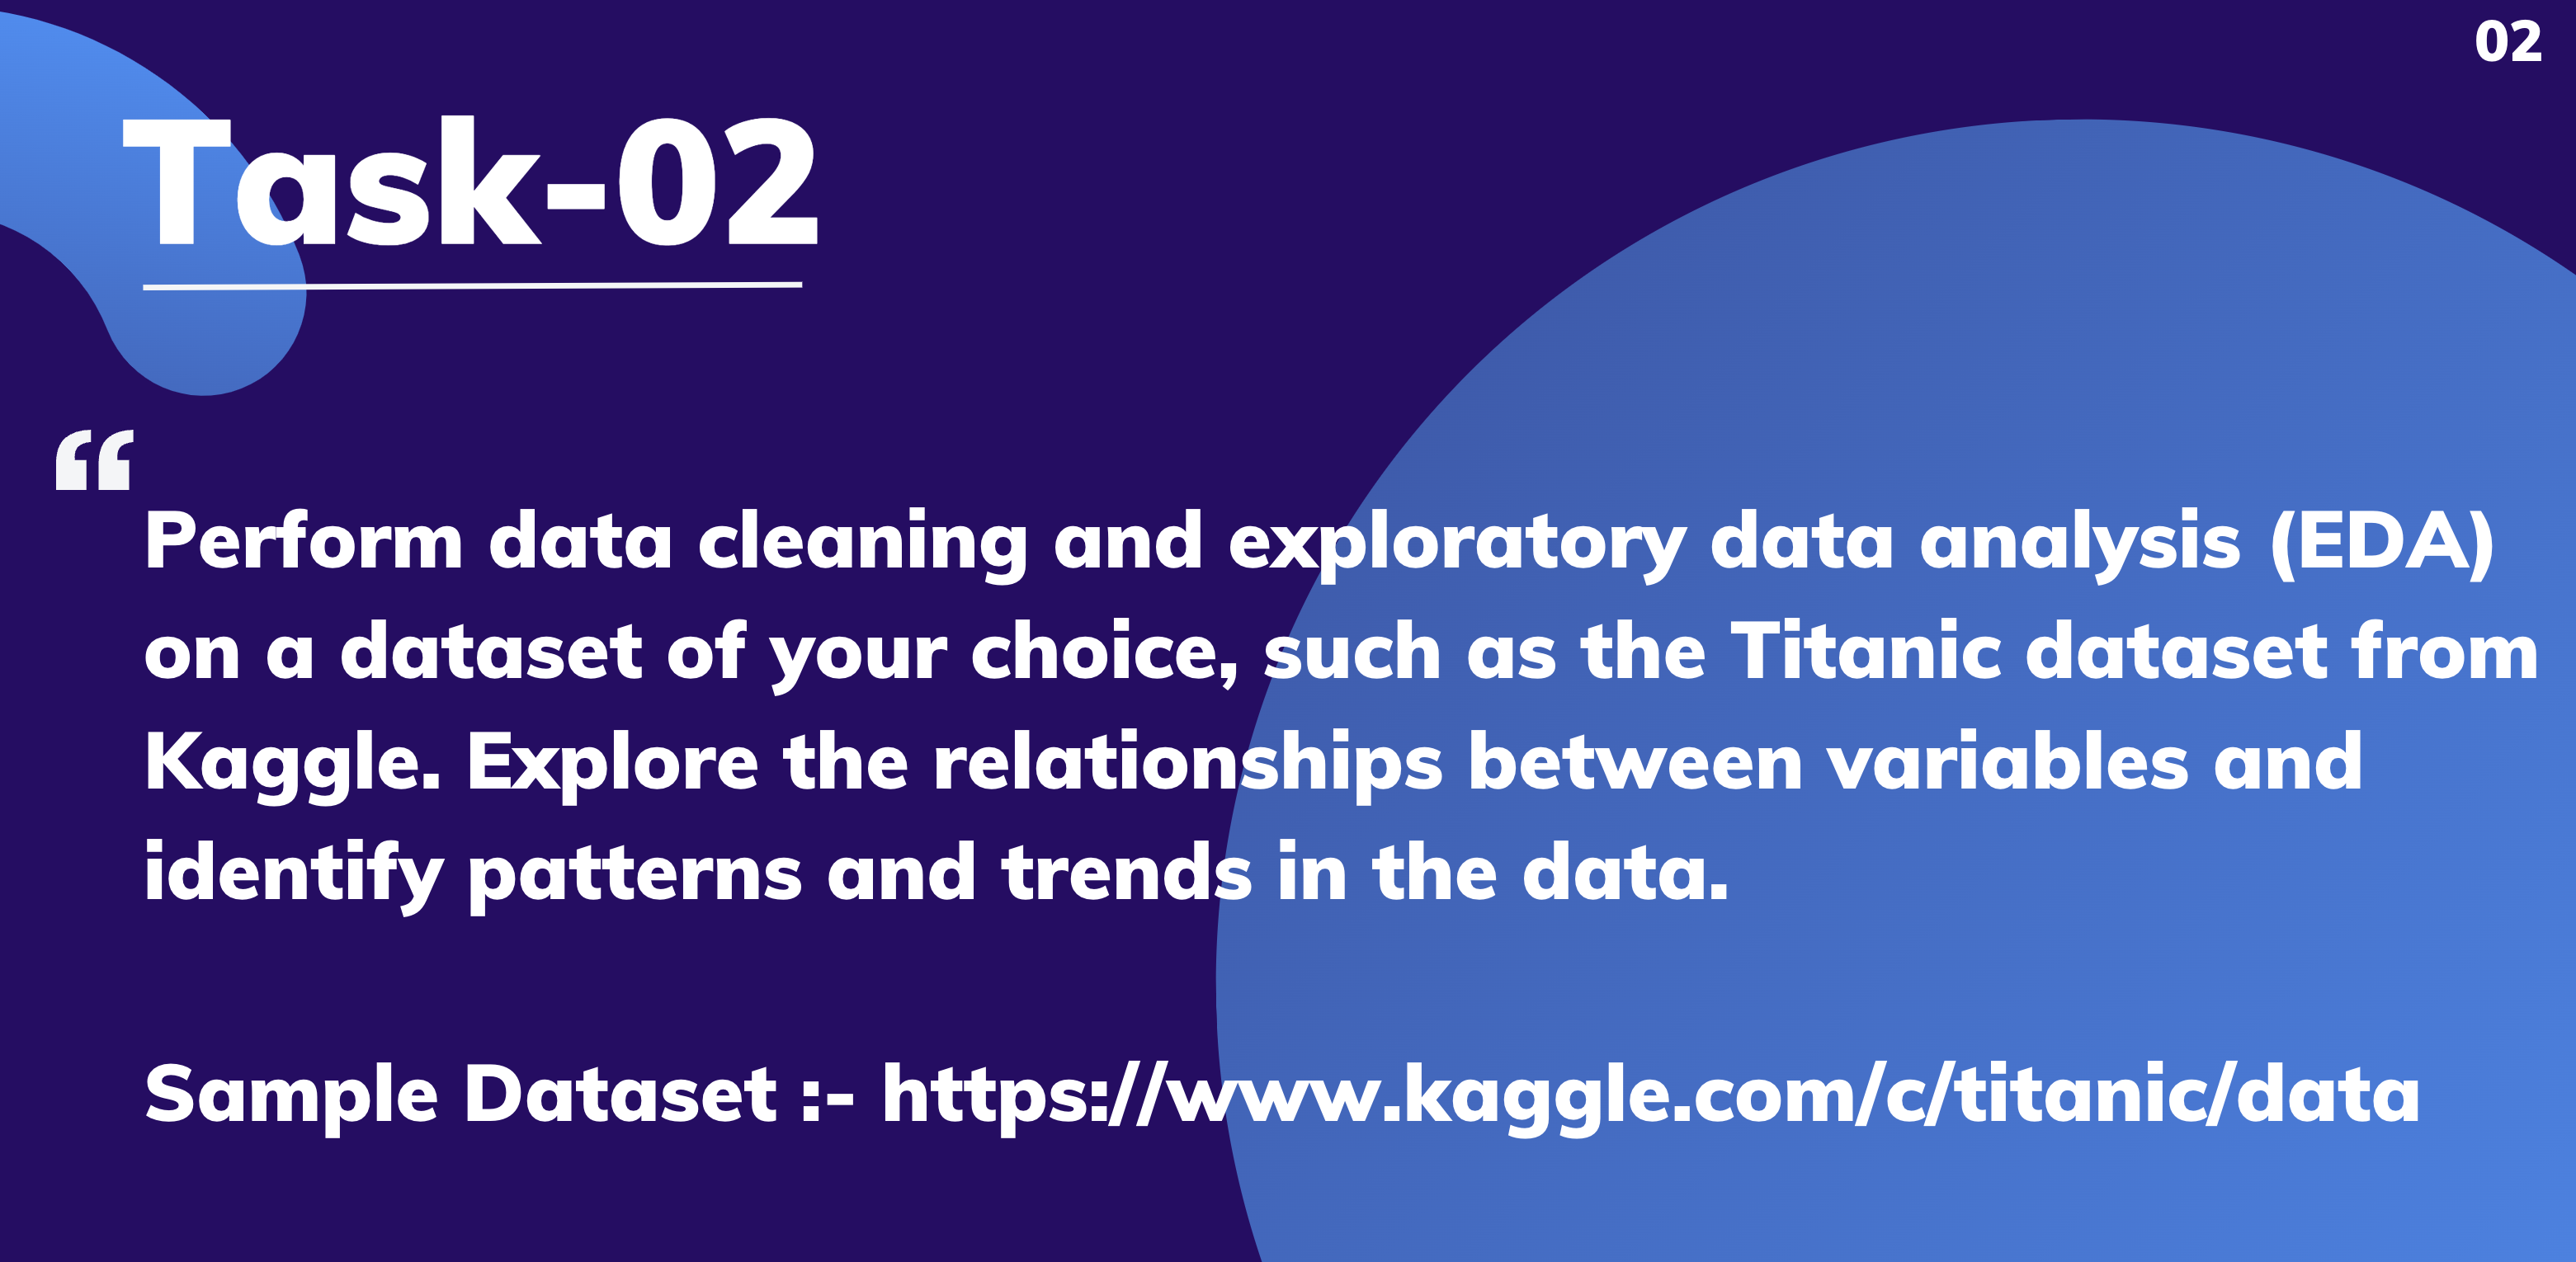 02
Task-02
“
Perform data cleaning and exploratory data analysis (EDA)
on a dataset of your choice, such as the Titanic dataset from
Kaggle. Explore the relationships between variables and
identify patterns and trends in the data.
Sample Dataset :- https://www.kaggle.com/c/titanic/data